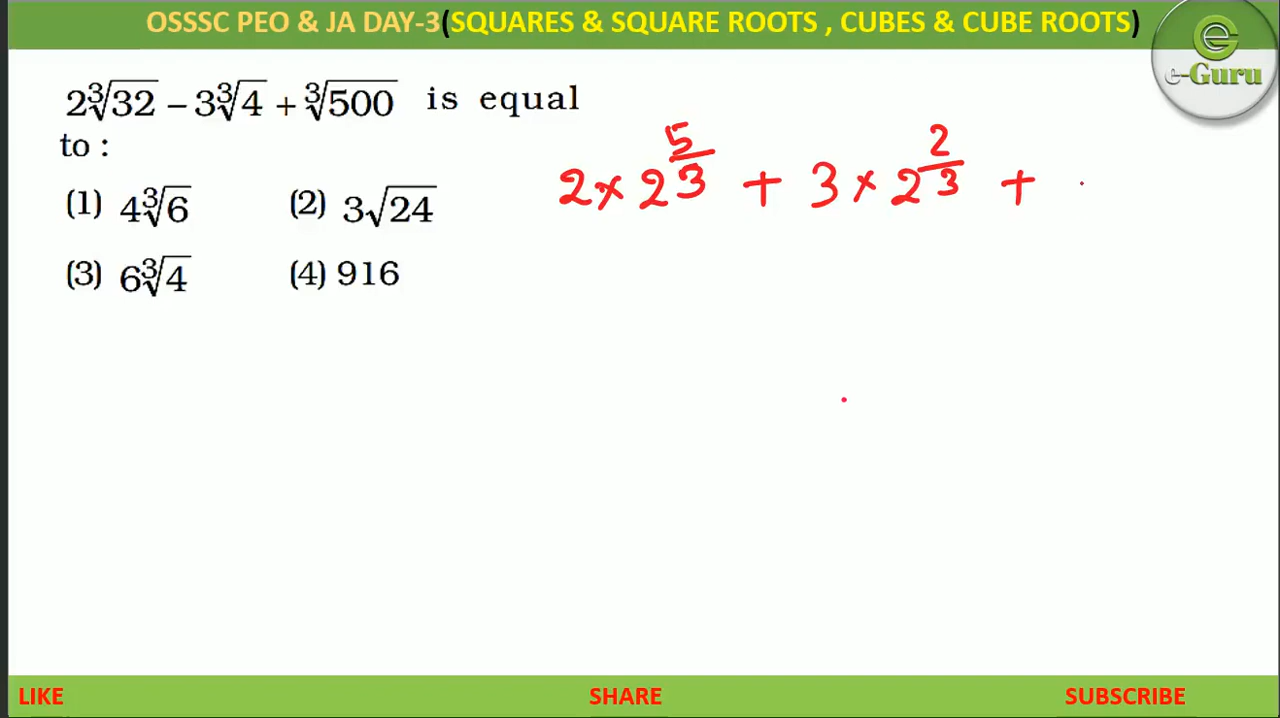 OSSSC PEO & JA DAY-3(SQUARES & SQUARE ROOTS , CUBES & CUBE ROOTS)
e
e-Guru
2∛32 − 3∛4 + ∛500 is equal
to :
2 × 2^(5/3) + 3 × 2^(2/3) +
(1) 4∛6 (2) 3√24
(3) 6∛4 (4) 916
LIKE SHARE SUBSCRIBE